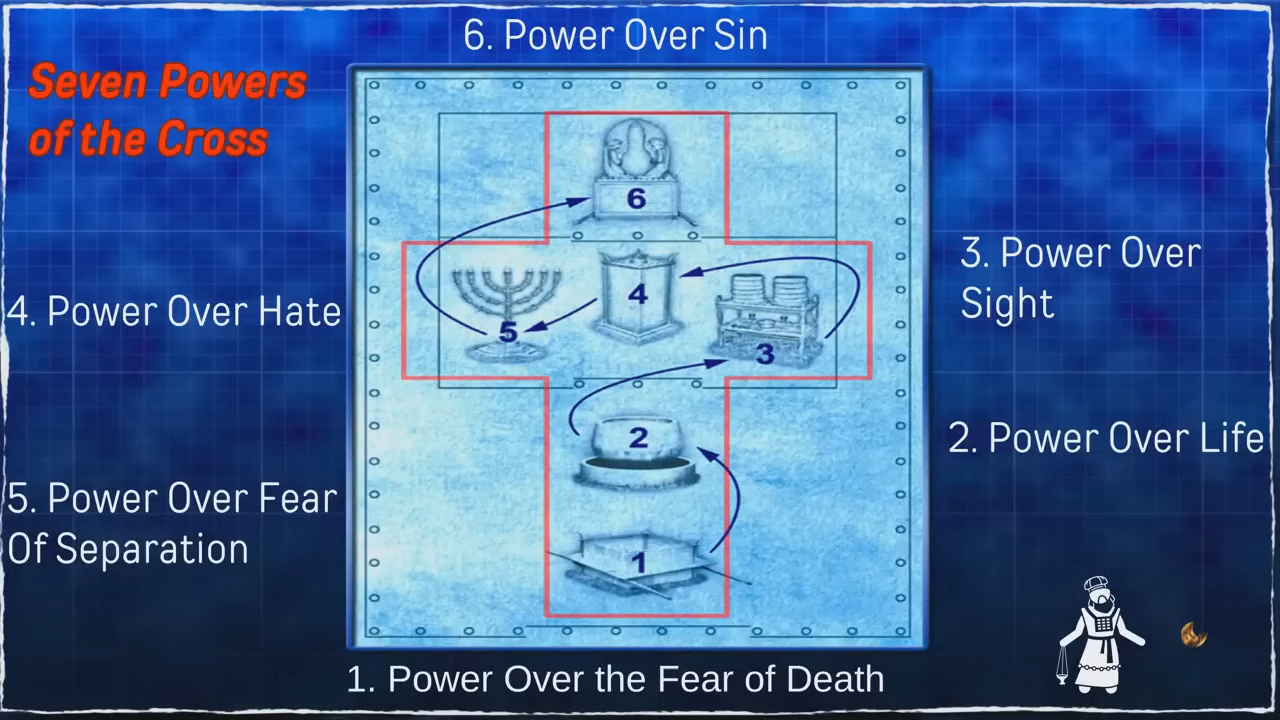 6. Power Over Sin
Seven Powers
of the Cross
6
3. Power Over
Sight
4. Power Over Hate
4
5
3
2
2. Power Over Life
5. Power Over Fear
Of Separation
1
1. Power Over the Fear of Death